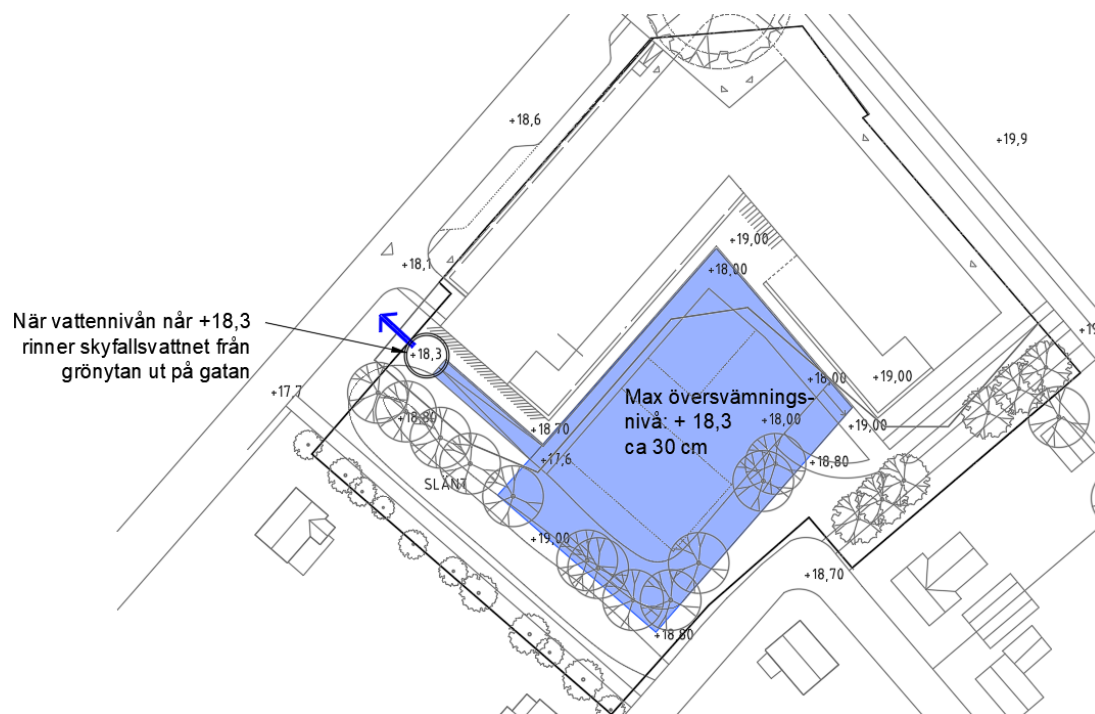 +18,6
+19,9
+19,00
+18,00
+18,1
När vattennivån når +18,3
rinner skyfallsvattnet från
grönytan ut på gatan
+18,3
+17,7
+18,80
Max översvämnings-
nivå: + 18,3
ca 30 cm
+18,00
+19,00
+18,00
+19,00
+18,70
+17,6
+18,80
SLÄNT
+19,00
+18,70
+18,80